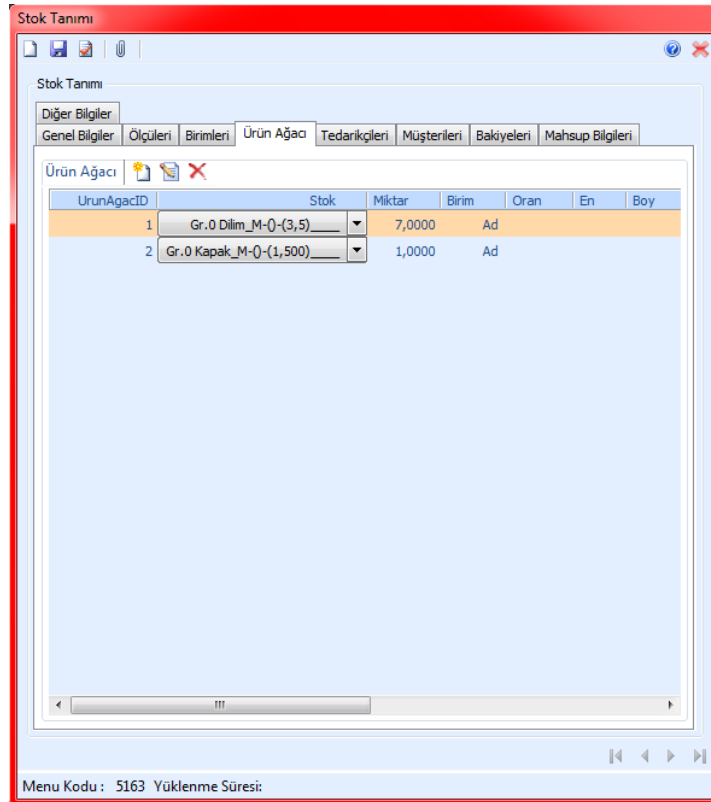 Stok Tanımı
Stok Tanımı
Diğer Bilgiler
Genel Bilgiler Ölçüleri Birimleri Ürün Ağacı Tedarikçileri Müşterileri Bakiyeleri Mahsup Bilgileri
Ürün Ağacı
UrunAgacID Stok Miktar Birim Oran En Boy
1 Gr.0 Dilim_M-()-(3,5)____ 7,0000 Ad
2 Gr.0 Kapak_M-()-(1,500)____ 1,0000 Ad
Menu Kodu : 5163 Yüklenme Süresi: